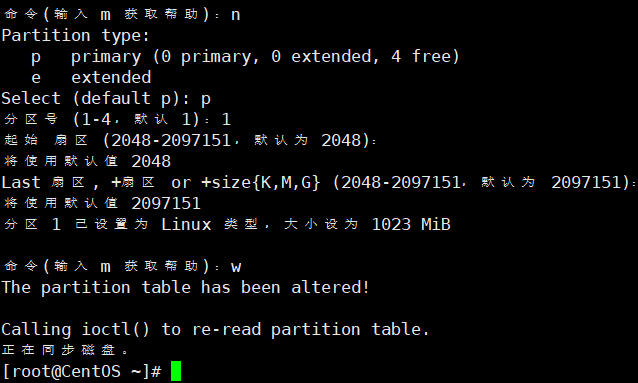 命令(输入 m 获取帮助)：n
Partition type:
   p   primary (0 primary, 0 extended, 4 free)
   e   extended
Select (default p): p
分区号 (1-4，默认 1)：1
起始 扇区 (2048-2097151，默认为 2048)：
将使用默认值 2048
Last 扇区, +扇区 or +size{K,M,G} (2048-2097151，默认为 2097151)：
将使用默认值 2097151
分区 1 已设置为 Linux 类型，大小设为 1023 MiB
命令(输入 m 获取帮助)：w
The partition table has been altered!
Calling ioctl() to re-read partition table.
正在同步磁盘。
[root@CentOS ~]#